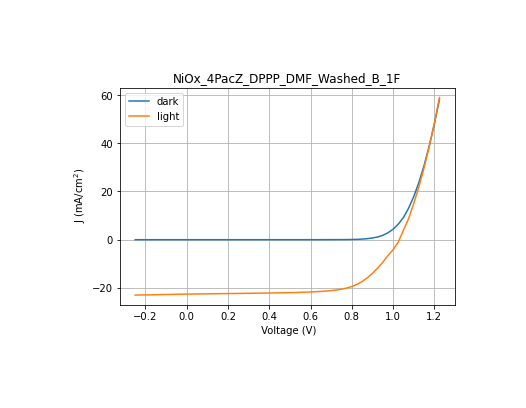 NiOx_4PacZ_DPPP_DMF_Washed_B_1F
dark
light
60
40
20
0
−20
J (mA/cm²)
−0.2 0.0 0.2 0.4 0.6 0.8 1.0 1.2
Voltage (V)